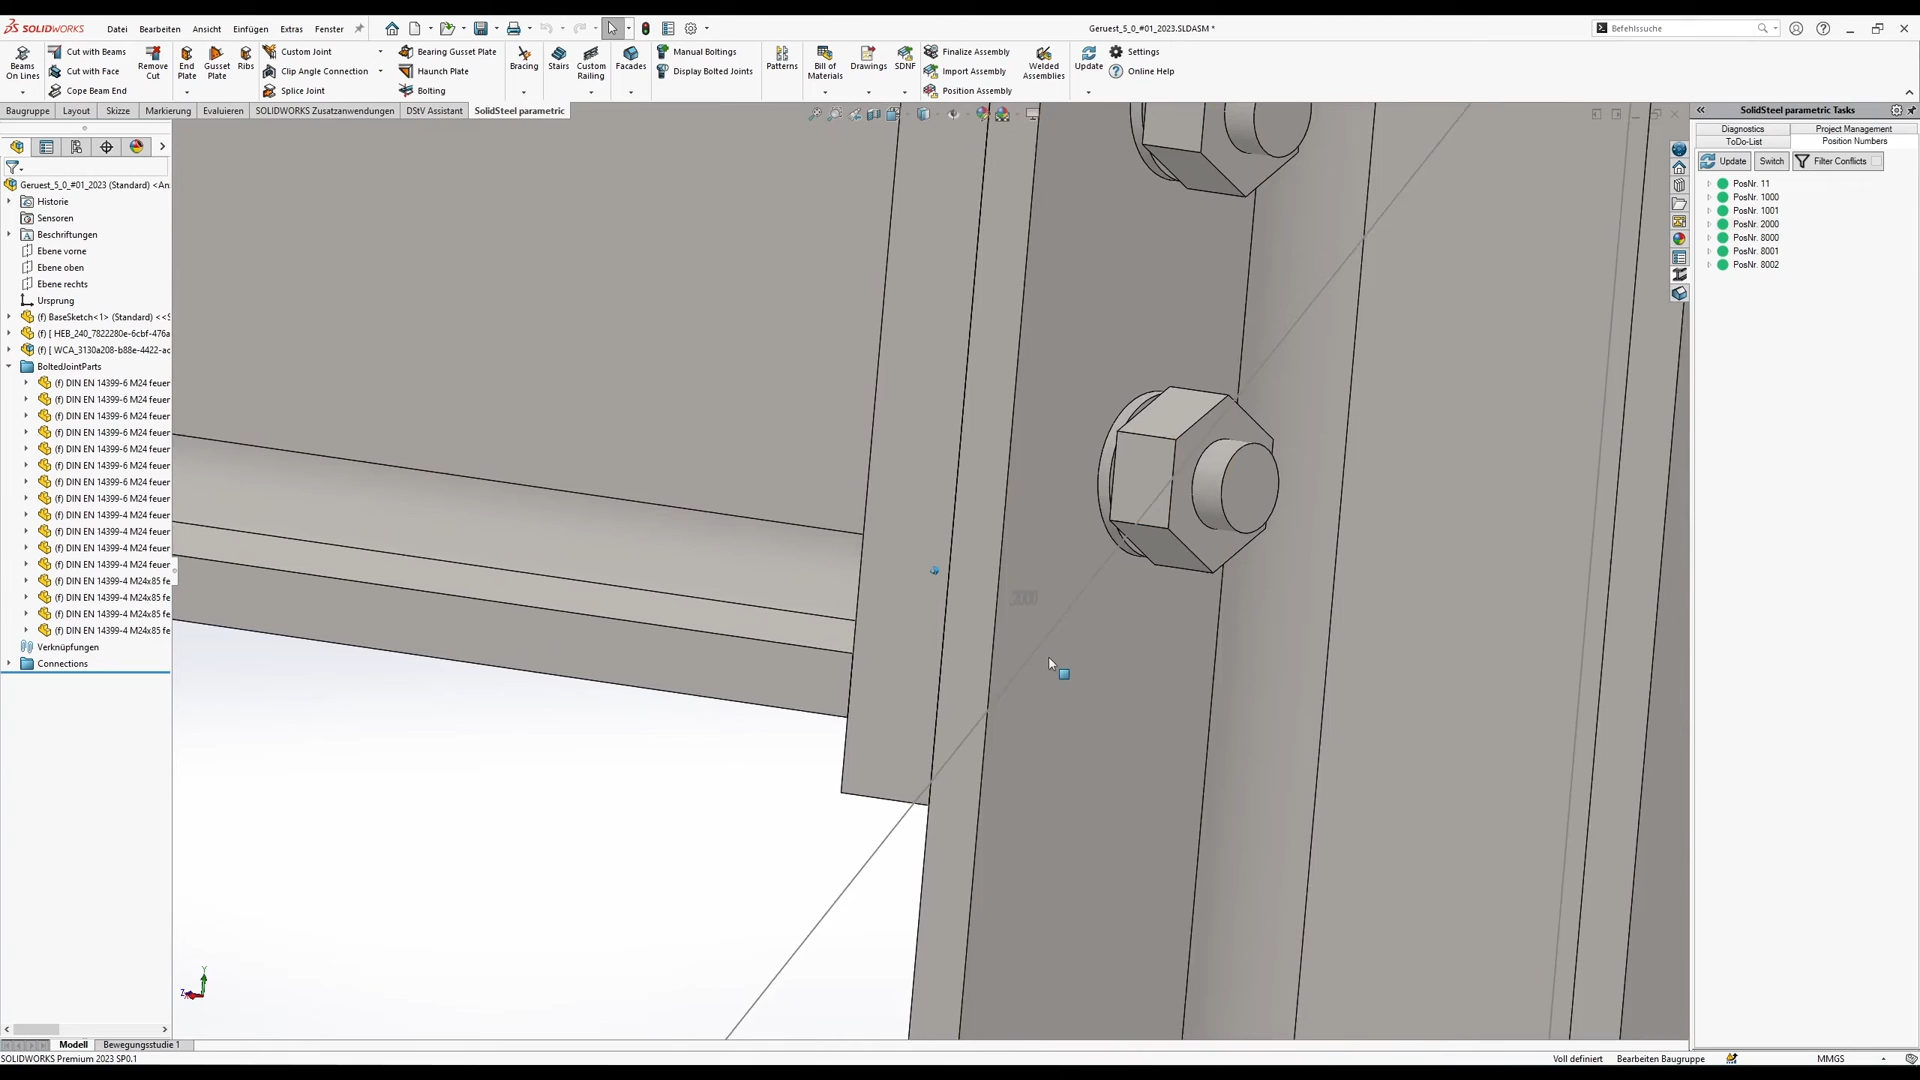 SOLIDWORKS
Datei Bearbeiten Ansicht Einfügen Extras Fenster
Geruest_5_0_#01_2023.SLDASM *
Befehlssuche
Beams On Lines
Cut with Beams
Cut with Face
Cope Beam End
Remove Cut
End Plate
Gusset Plate
Ribs
Custom Joint
Clip Angle Connection
Splice Joint
Bearing Gusset Plate
Haunch Plate
Bolting
Bracing
Stairs
Custom Railing
Facades
Manual Boltings
Display Bolted Joints
Patterns
Bill of Materials
Drawings
SDNF
Finalize Assembly
Import Assembly
Position Assembly
Welded Assemblies
Update
Settings
Online Help
Baugruppe Layout Skizze Markierung Evaluieren SOLIDWORKS Zusatzanwendungen DStV Assistant SolidSteel parametric
Geruest_5_0_#01_2023 (Standard) <An
Historie
Sensoren
Beschriftungen
Ebene vorne
Ebene oben
Ebene rechts
Ursprung
(f) BaseSketch<1> (Standard) <<S
(f) [ HEB_240_7822280e-6cbf-476a
(f) [ WCA_3130a208-b88e-4422-ac
BoltedJointParts
(f) DIN EN 14399-6 M24 feuer
(f) DIN EN 14399-6 M24 feuer
(f) DIN EN 14399-6 M24 feuer
(f) DIN EN 14399-6 M24 feuer
(f) DIN EN 14399-6 M24 feuer
(f) DIN EN 14399-6 M24 feuer
(f) DIN EN 14399-6 M24 feuer
(f) DIN EN 14399-6 M24 feuer
(f) DIN EN 14399-4 M24 feuer
(f) DIN EN 14399-4 M24 feuer
(f) DIN EN 14399-4 M24 feuer
(f) DIN EN 14399-4 M24 feuer
(f) DIN EN 14399-4 M24x85 fe
(f) DIN EN 14399-4 M24x85 fe
(f) DIN EN 14399-4 M24x85 fe
(f) DIN EN 14399-4 M24x85 fe
Verknüpfungen
Connections
Y
Z
SolidSteel parametric Tasks
Diagnostics Project Management
ToDo-List Position Numbers
Update Switch Filter Conflicts
PosNr. 11
PosNr. 1000
PosNr. 1001
PosNr. 2000
PosNr. 8000
PosNr. 8001
PosNr. 8002
Modell Bewegungsstudie 1
SOLIDWORKS Premium 2023 SP0.1
Voll definiert Bearbeiten Baugruppe MMGS